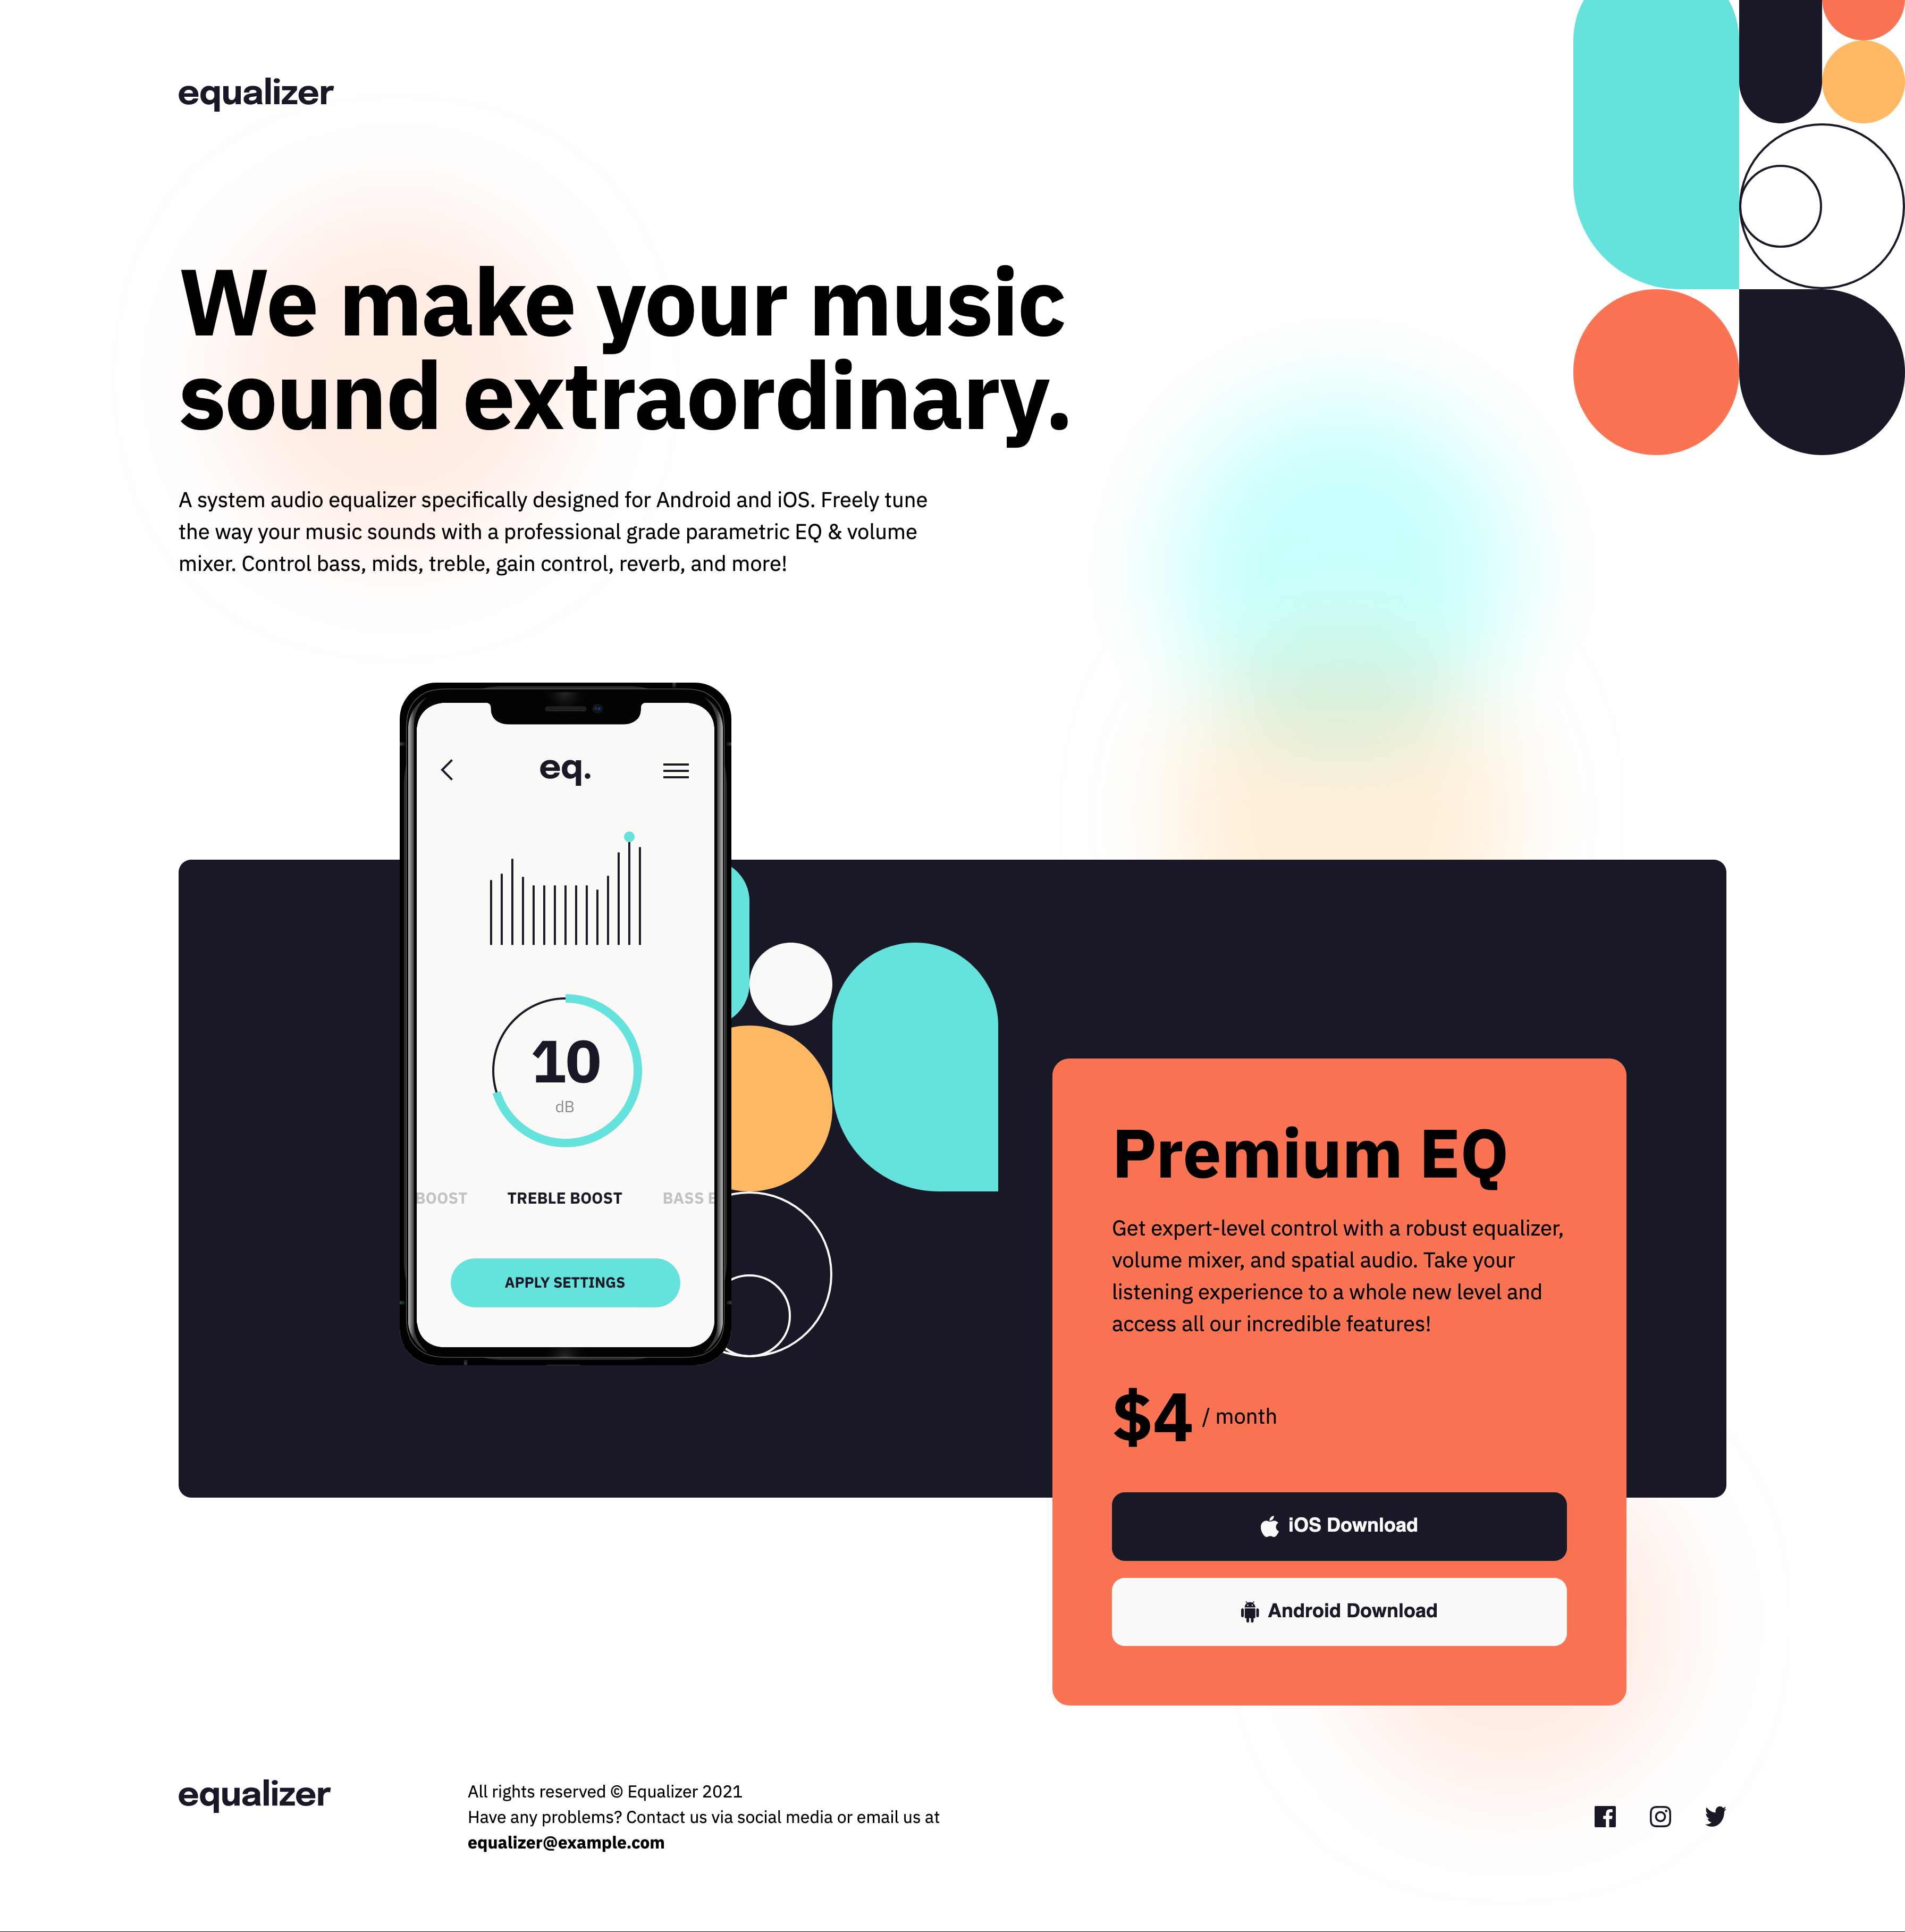 equalizer
We make your music
sound extraordinary.
A system audio equalizer specifically designed for Android and iOS. Freely tune
the way your music sounds with a professional grade parametric EQ & volume
mixer. Control bass, mids, treble, gain control, reverb, and more!
eq.
10
dB
BOOST TREBLE BOOST BASS
APPLY SETTINGS
Premium EQ
Get expert-level control with a robust equalizer,
volume mixer, and spatial audio. Take your
listening experience to a whole new level and
access all our incredible features!
$4 / month
iOS Download
Android Download
equalizer
All rights reserved © Equalizer 2021
Have any problems? Contact us via social media or email us at
equalizer@example.com